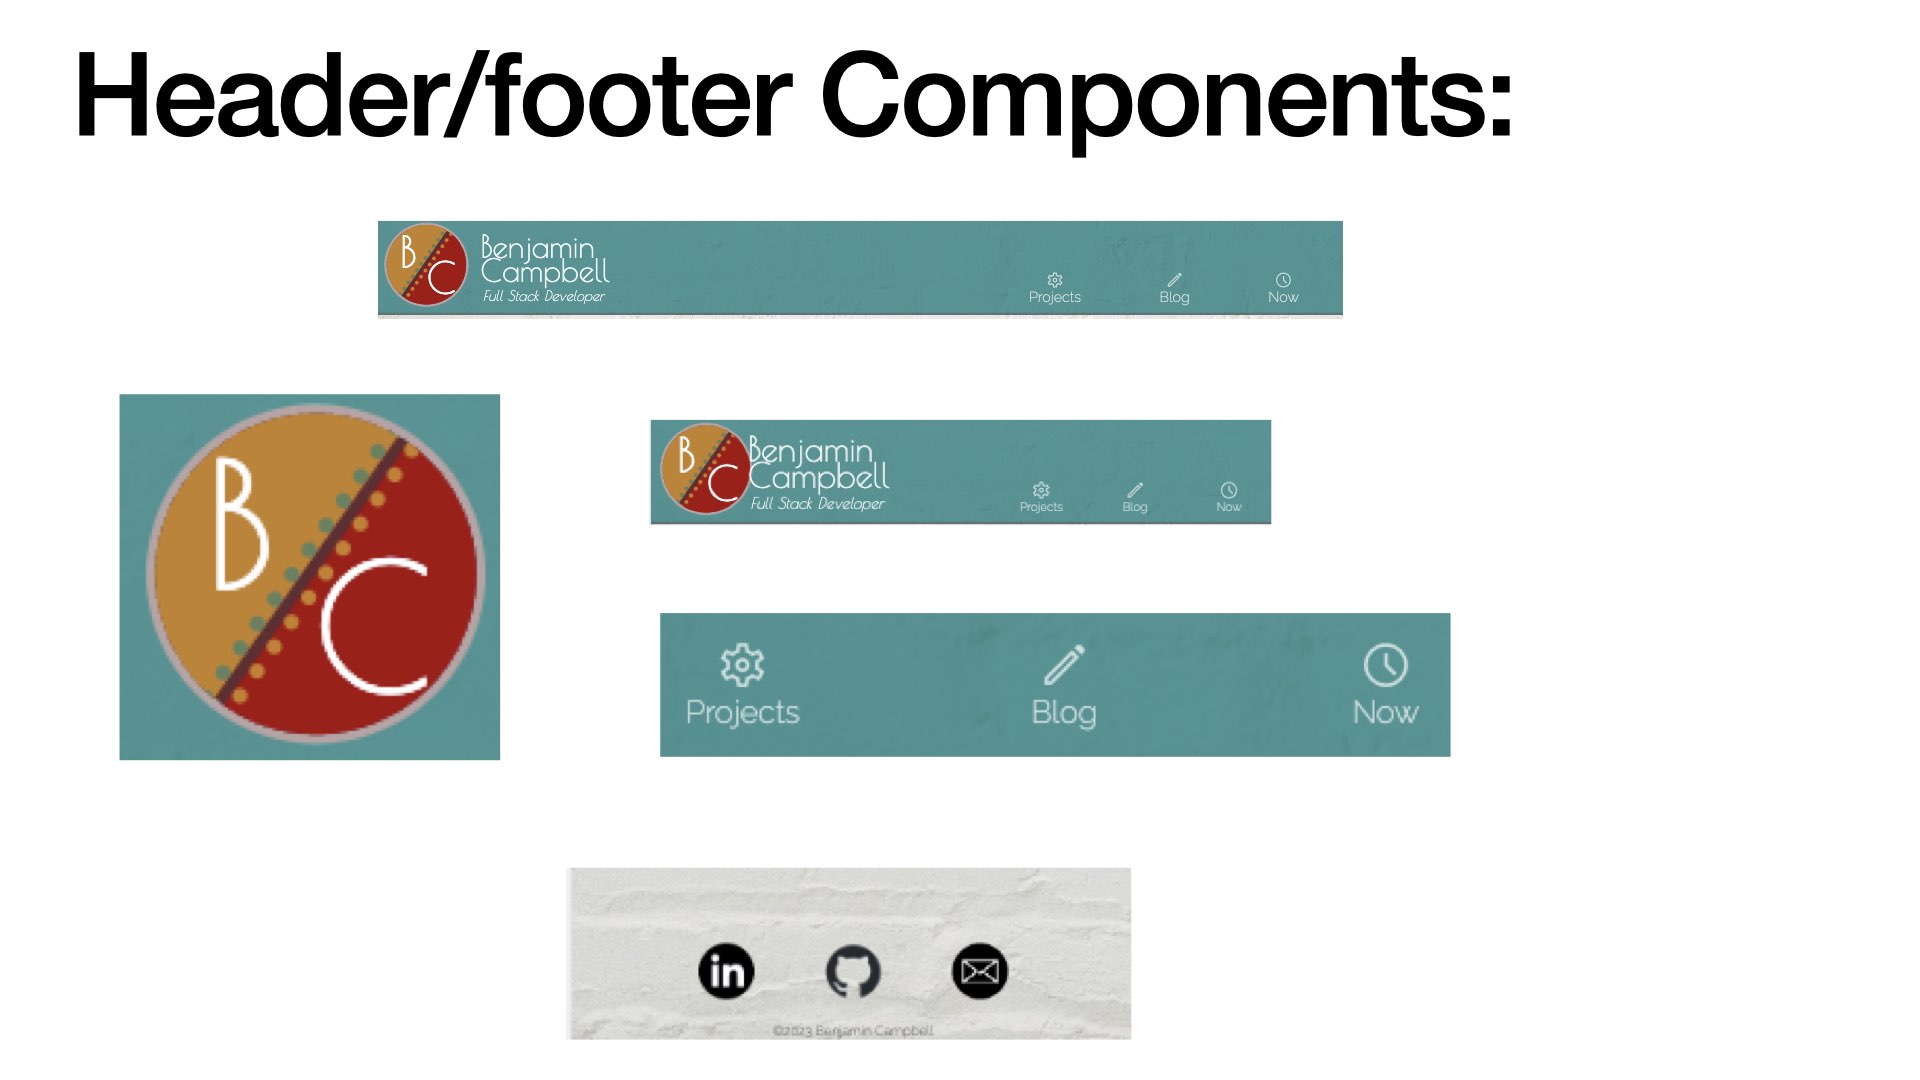 Header/footer Components:
B
C
Benjamin
Campbell
Full Stack Developer
Projects
Blog
Now
B
C
B
C
Benjamin
Campbell
Full Stack Developer
Projects
Blog
Now
Projects
Blog
Now
in
©2023 Benjamin Campbell